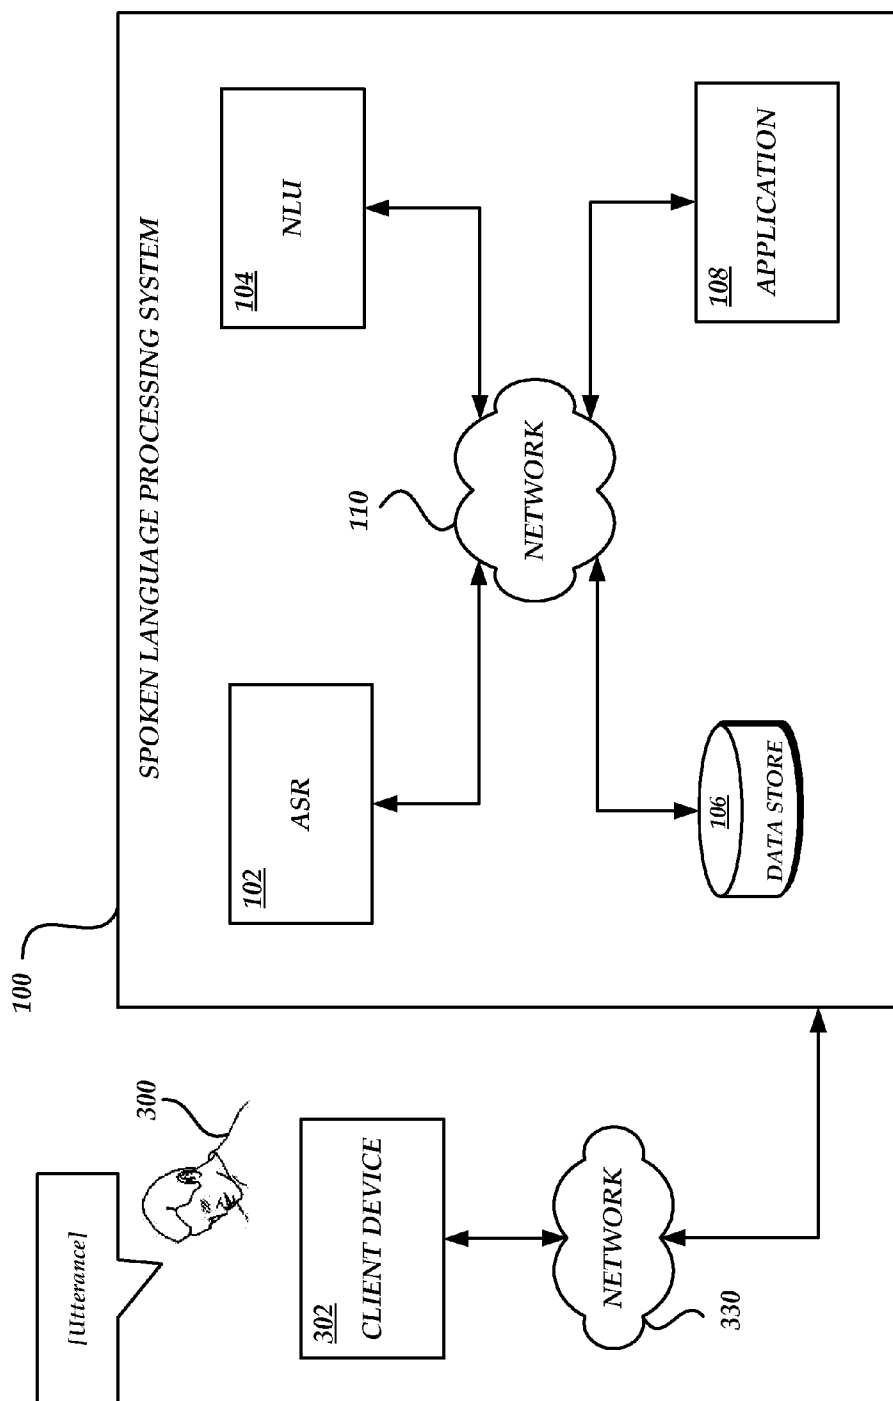 [Utterance]
300
302
CLIENT DEVICE
NETWORK
330
100
SPOKEN LANGUAGE PROCESSING SYSTEM
102
ASR
104
NLU
110
NETWORK
106
DATA STORE
108
APPLICATION